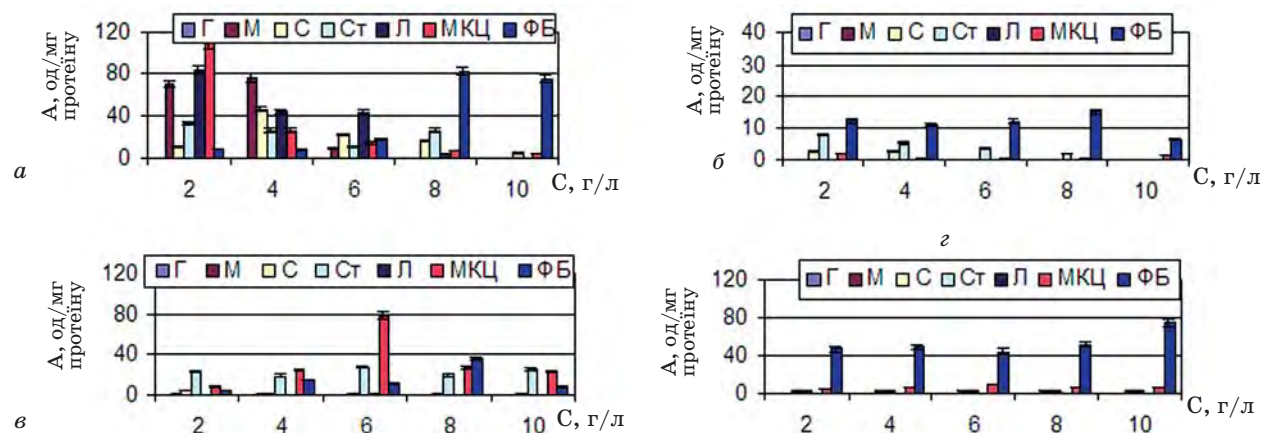 А, од/мг
протеїну
120
80
40
0
Г М С Ст Л МКЦ ФБ
2 4 6 8 10
С, г/л
а
А, од/мг
протеїну
40
30
20
10
0
Г М С Ст Л МКЦ ФБ
2 4 6 8 10
С, г/л
б
г
А, од/мг
протеїну
120
80
40
0
Г М С Ст Л МКЦ ФБ
2 4 6 8 10
С, г/л
в
А, од/мг
протеїну
120
80
40
0
Г М С Ст Л МКЦ ФБ
2 4 6 8 10
С, г/л